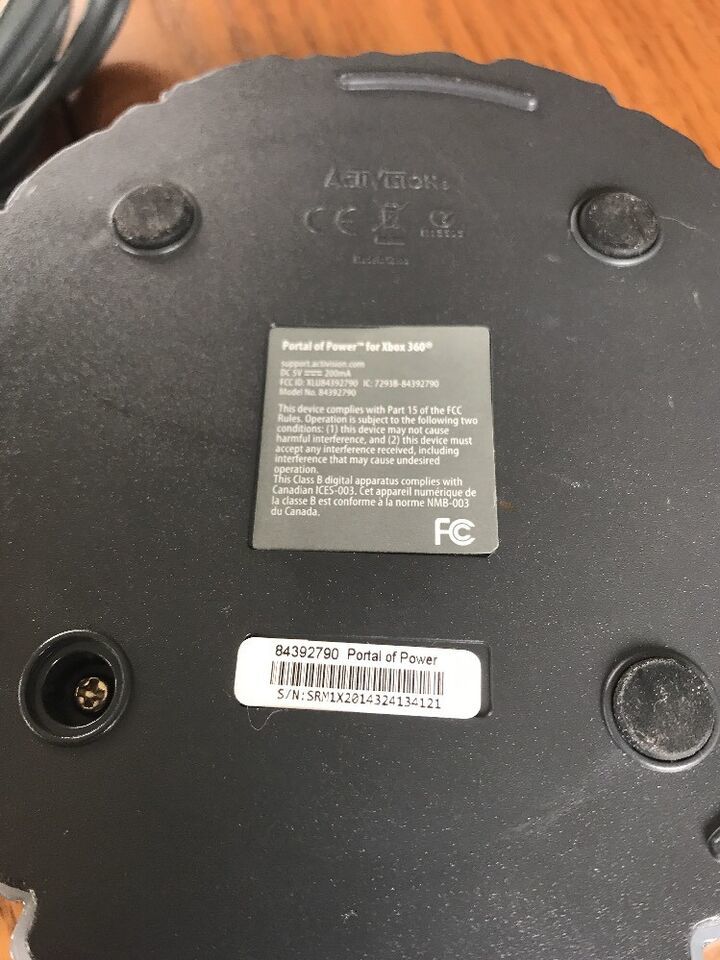 ACTIVISION
CE
Portal of Power™ for Xbox 360®
support.activision.com
DC 5V ⎓ 200mA
FCC ID: XLU84392790 IC: 7291B-84392790
Model No. 84392790
This device complies with Part 15 of the FCC
Rules. Operation is subject to the following two
conditions: (1) this device may not cause
harmful interference, and (2) this device must
accept any interference received, including
interference that may cause undesired
operation.
This Class B digital apparatus complies with
Canadian ICES-003. Cet appareil numérique de
la classe B est conforme à la norme NMB-003
du Canada.
FC
84392790 Portal of Power
S/N:SRM1X2014324134121